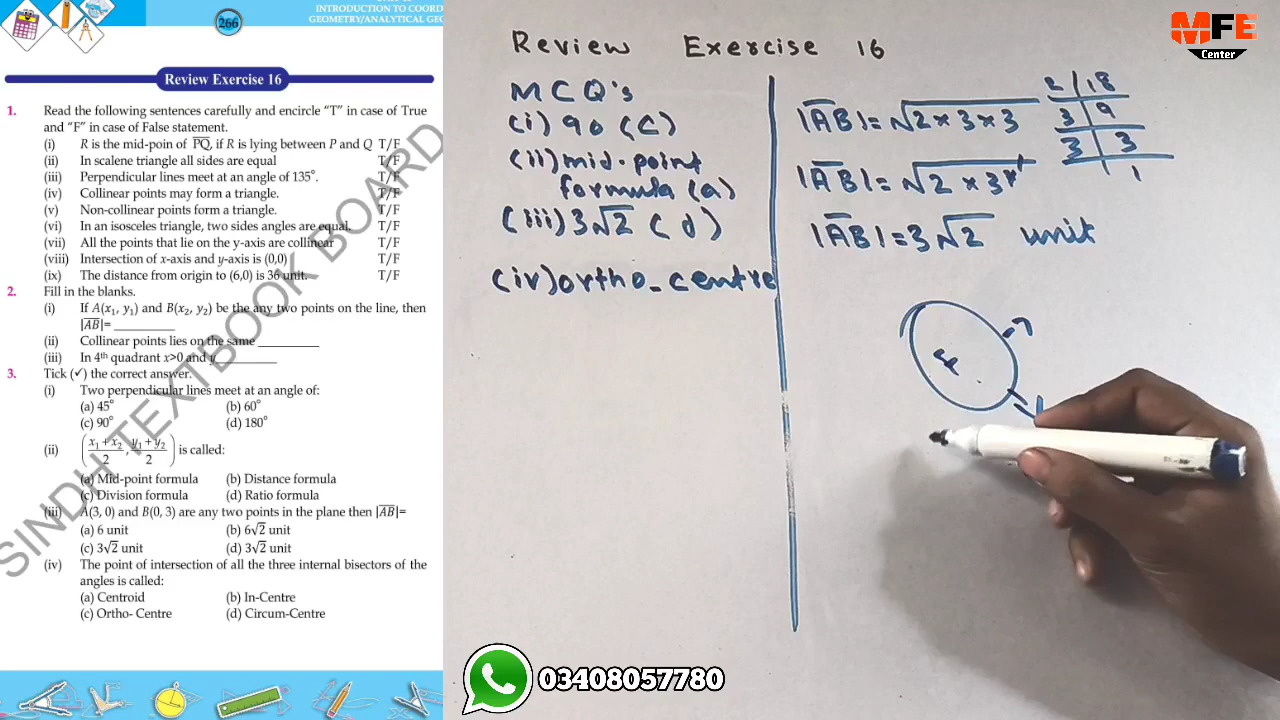 INTRODUCTION TO COORD
GEOMETRY/ANALYTICAL GEO
266
Review Exercise 16
1. Read the following sentences carefully and encircle “T” in case of True
and “F” in case of False statement.
(i) R is the mid-poin of P̅Q̅, if R is lying between P and Q T/F
(ii) In scalene triangle all sides are equal T/F
(iii) Perpendicular lines meet at an angle of 135°. T/F
(iv) Collinear points may form a triangle. T/F
(v) Non-collinear points form a triangle. T/F
(vi) In an isosceles triangle, two sides angles are equal. T/F
(vii) All the points that lie on the y-axis are collinear T/F
(viii) Intersection of x-axis and y-axis is (0,0) T/F
(ix) The distance from origin to (6,0) is 36 unit. T/F
2. Fill in the blanks.
(i) If A(x₁, y₁) and B(x₂, y₂) be the any two points on the line, then
|A̅B̅|= ________
(ii) Collinear points lies on the same ________
(iii) In 4th quadrant x>0 and y ________
3. Tick (✓) the correct answer.
(i) Two perpendicular lines meet at an angle of:
(a) 45° (b) 60°
(c) 90° (d) 180°
(ii) (x₁ + x₂/2, y₁ + y₂/2) is called:
(a) Mid-point formula (b) Distance formula
(c) Division formula (d) Ratio formula
(iii) A(3, 0) and B(0, 3) are any two points in the plane then |A̅B̅|=
(a) 6 unit (b) 6√2 unit
(c) 3√2 unit (d) 3√2 unit
(iv) The point of intersection of all the three internal bisectors of the
angles is called:
(a) Centroid (b) In-Centre
(c) Ortho- Centre (d) Circum-Centre
SINDH TEXTBOOK BOARD
Review Exercise 16
MCQ's
(i) 90 (C)
(ii) mid-point
formula (a)
(iii) 3√2 (d)
(iv) ortho-centre
|A̅B̅| = √2 × 3 × 3
|A̅B̅| = √2 × 3²
|A̅B̅| = 3√2 unit
2 | 18
3 | 9
3 | 3
1
MFE
Center
03408057780